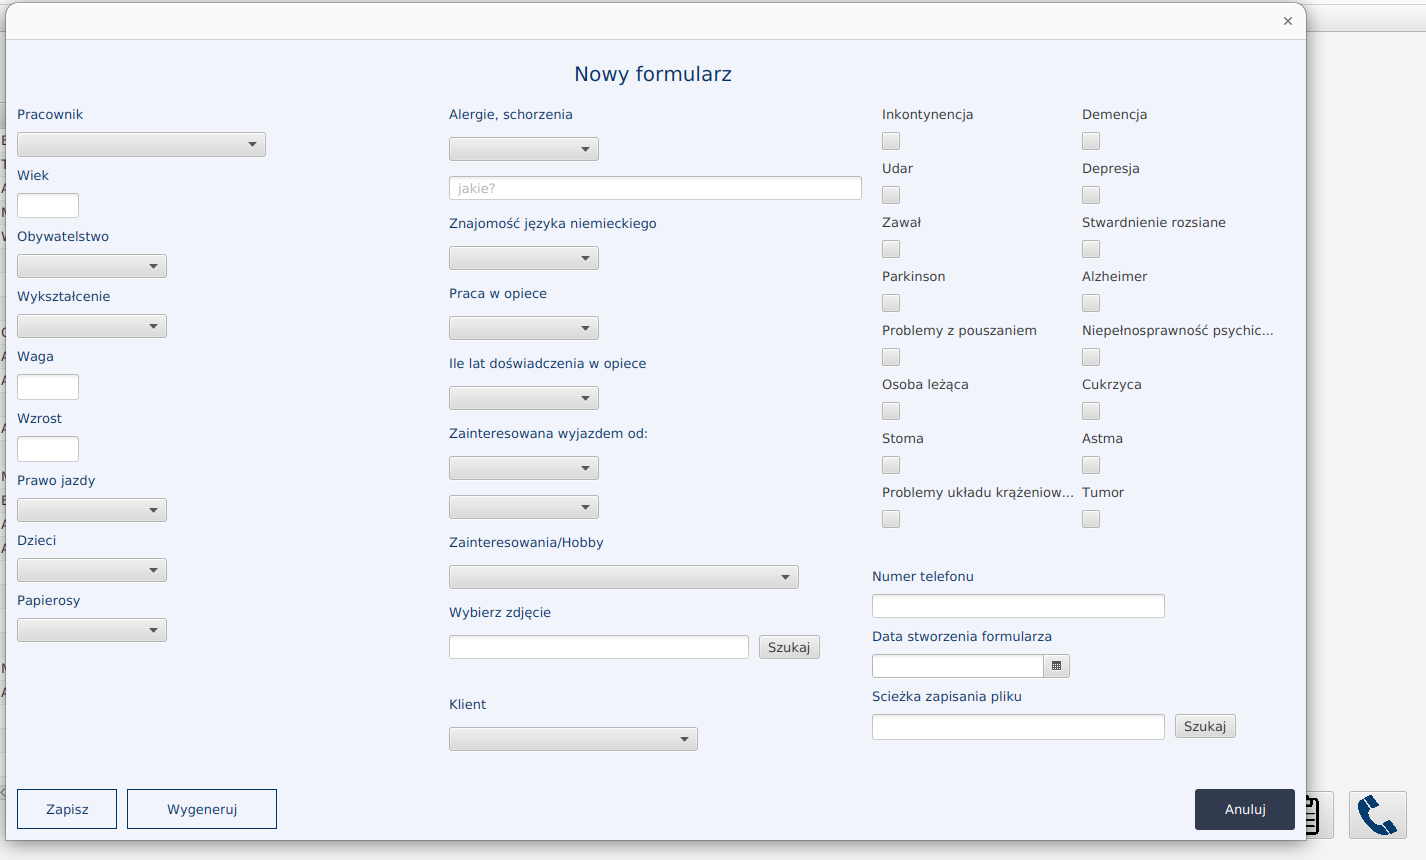 Nowy formularz
Pracownik
Wiek
Obywatelstwo
Wykształcenie
Waga
Wzrost
Prawo jazdy
Dzieci
Papierosy
Alergie, schorzenia
jakie?
Znajomość języka niemieckiego
Praca w opiece
Ile lat doświadczenia w opiece
Zainteresowana wyjazdem od:
Zainteresowania/Hobby
Wybierz zdjęcie
Szukaj
Klient
Inkontynencja
Demencja
Udar
Depresja
Zawał
Stwardnienie rozsiane
Parkinson
Alzheimer
Problemy z pouszaniem
Niepełnosprawność psychic...
Osoba leżąca
Cukrzyca
Stoma
Astma
Problemy układu krążeniow...
Tumor
Numer telefonu
Data stworzenia formularza
Scieżka zapisania pliku
Szukaj
Zapisz
Wygeneruj
Anuluj